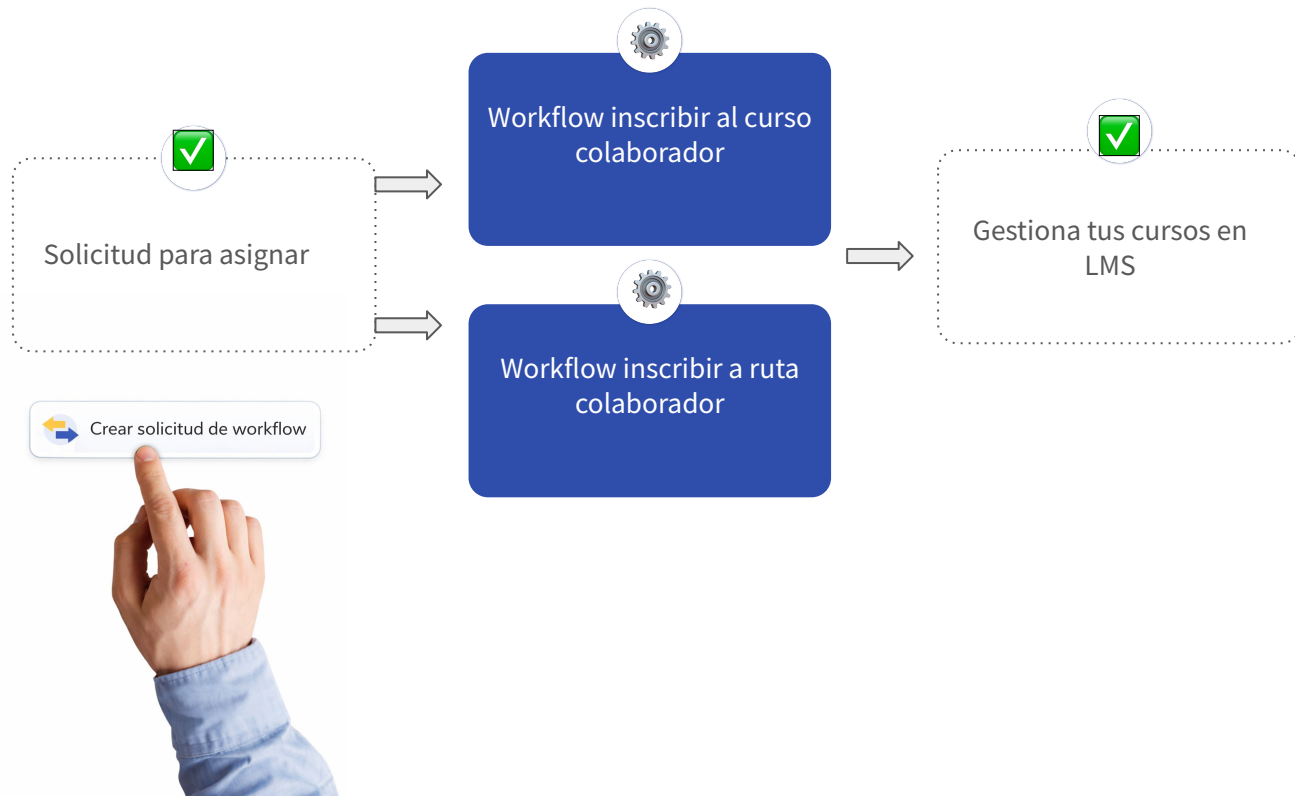 Solicitud para asignar
Crear solicitud de workflow
Workflow inscribir al curso
colaborador
Workflow inscribir a ruta
colaborador
Gestiona tus cursos en
LMS